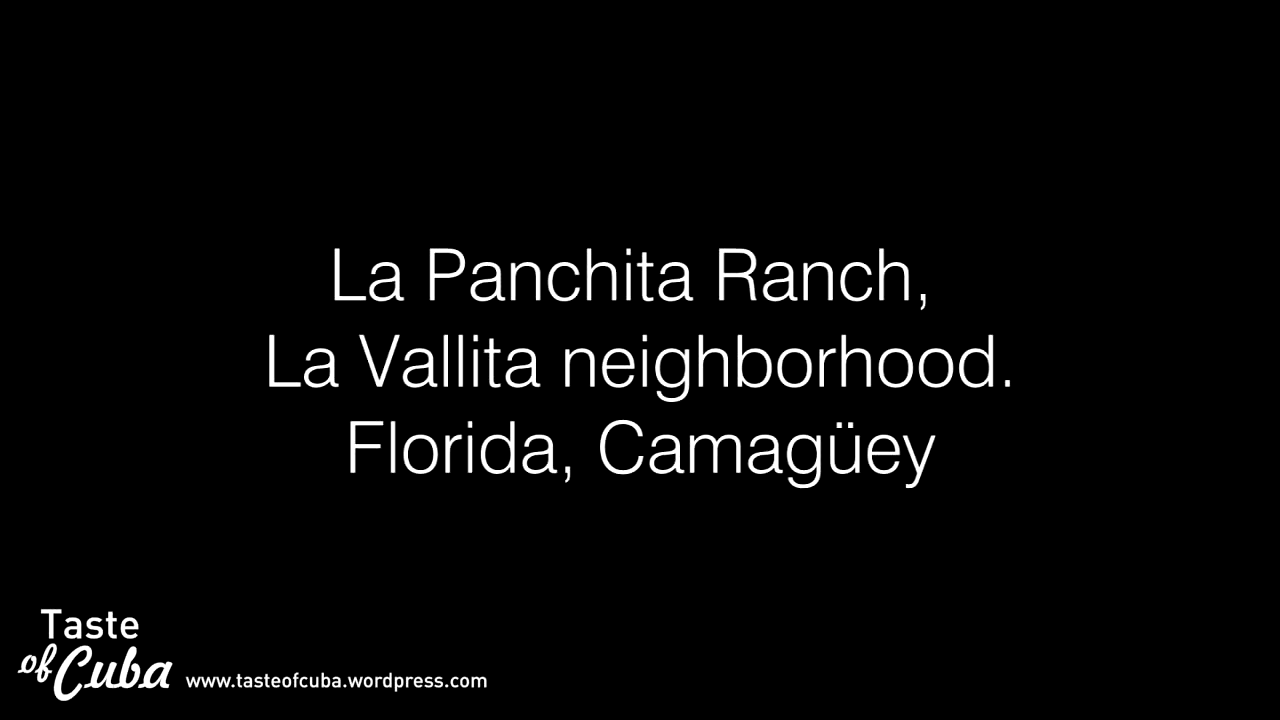 La Panchita Ranch,
La Vallita neighborhood.
Florida, Camagüey
Taste
of Cuba
www.tasteofcuba.wordpress.com